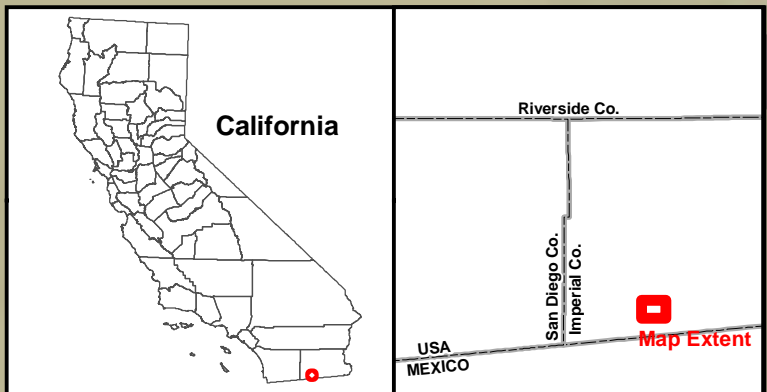 California
Riverside Co.
San Diego Co.
Imperial Co.
Map Extent
USA
MEXICO